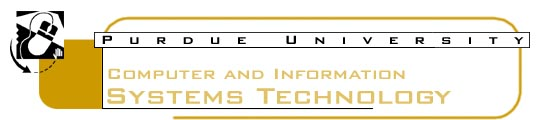 PURDUE UNIVERSITY
COMPUTER AND INFORMATION
SYSTEMS TECHNOLOGY